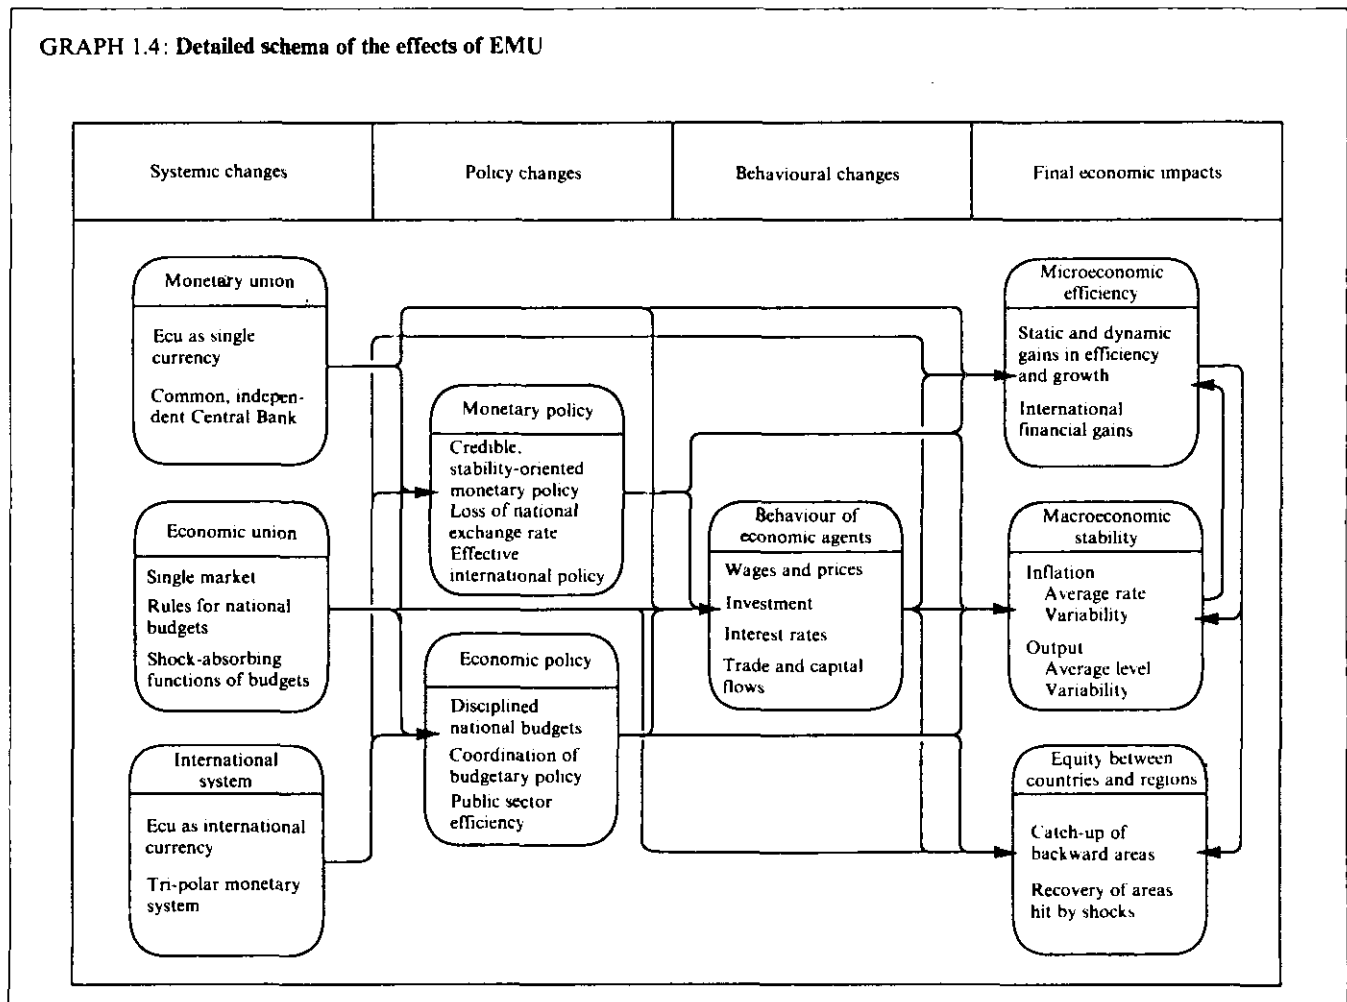 GRAPH 1.4: Detailed schema of the effects of EMU
Systemic changes
Policy changes
Behavioural changes
Final economic impacts
Monetary union
Ecu as single
currency
Common, indepen-
dent Central Bank
Economic union
Single market
Rules for national
budgets
Shock-absorbing
functions of budgets
International
system
Ecu as international
currency
Tri-polar monetary
system
Monetary policy
Credible,
stability-oriented
monetary policy
Loss of national
exchange rate
Effective
international policy
Economic policy
Disciplined
national budgets
Coordination of
budgetary policy
Public sector
efficiency
Behaviour of
economic agents
Wages and prices
Investment
Interest rates
Trade and capital
flows
Microeconomic
efficiency
Static and dynamic
gains in efficiency
and growth
International
financial gains
Macroeconomic
stability
Inflation
Average rate
Variability
Output
Average level
Variability
Equity between
countries and regions
Catch-up of
backward areas
Recovery of areas
hit by shocks